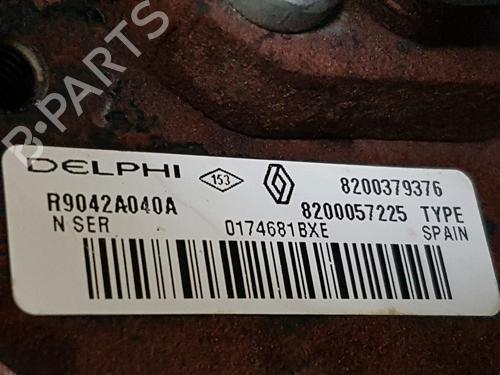 B-PARTS
DELPHI 153 8200379376
R9042A040A 8200057225 TYPE
N SER 0174681BXE SPAIN